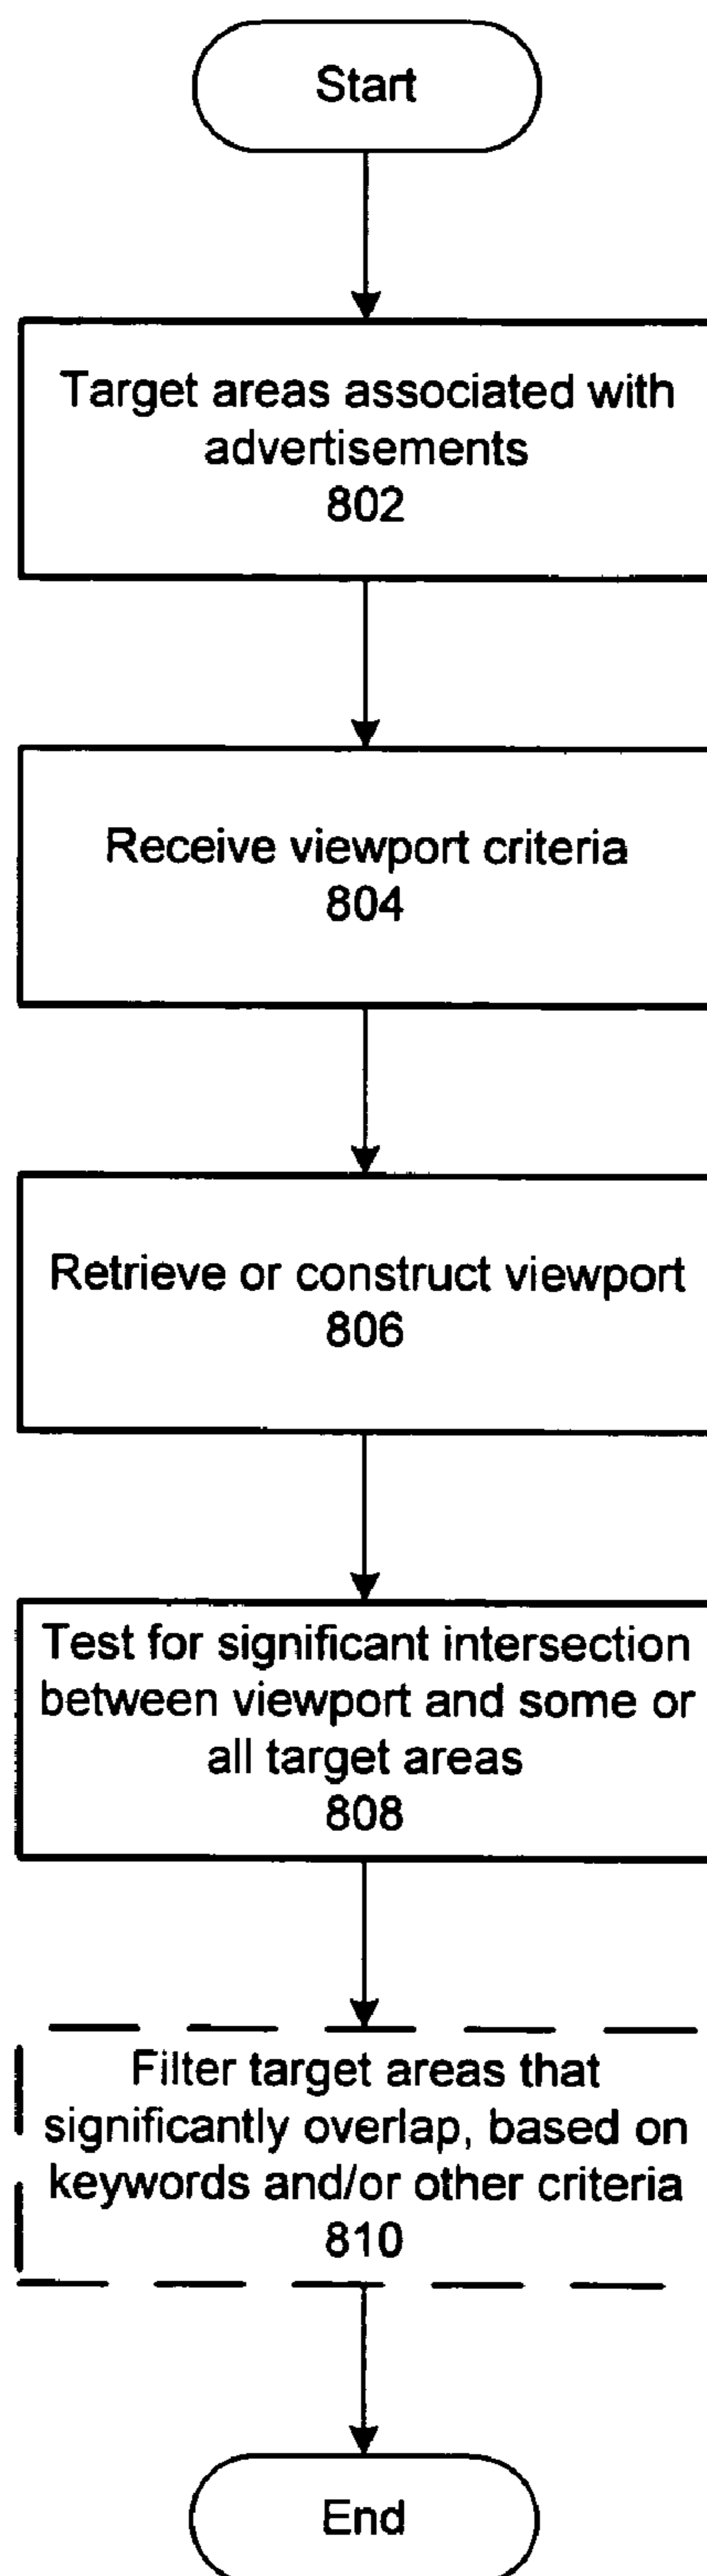 Start
Target areas associated with
advertisements
802
Receive viewport criteria
804
Retrieve or construct viewport
806
Test for significant intersection
between viewport and some or
all target areas
808
Filter target areas that
significantly overlap, based on
keywords and/or other criteria
810
End